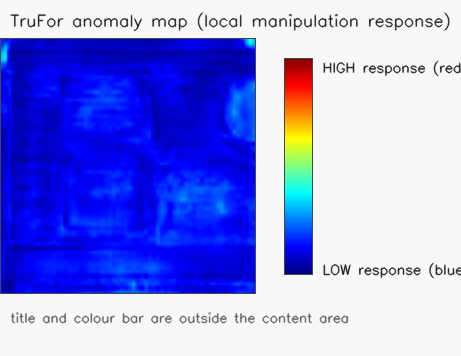 TruFor anomaly map (local manipulation response)
HIGH response (red
LOW response (blue
title and colour bar are outside the content area